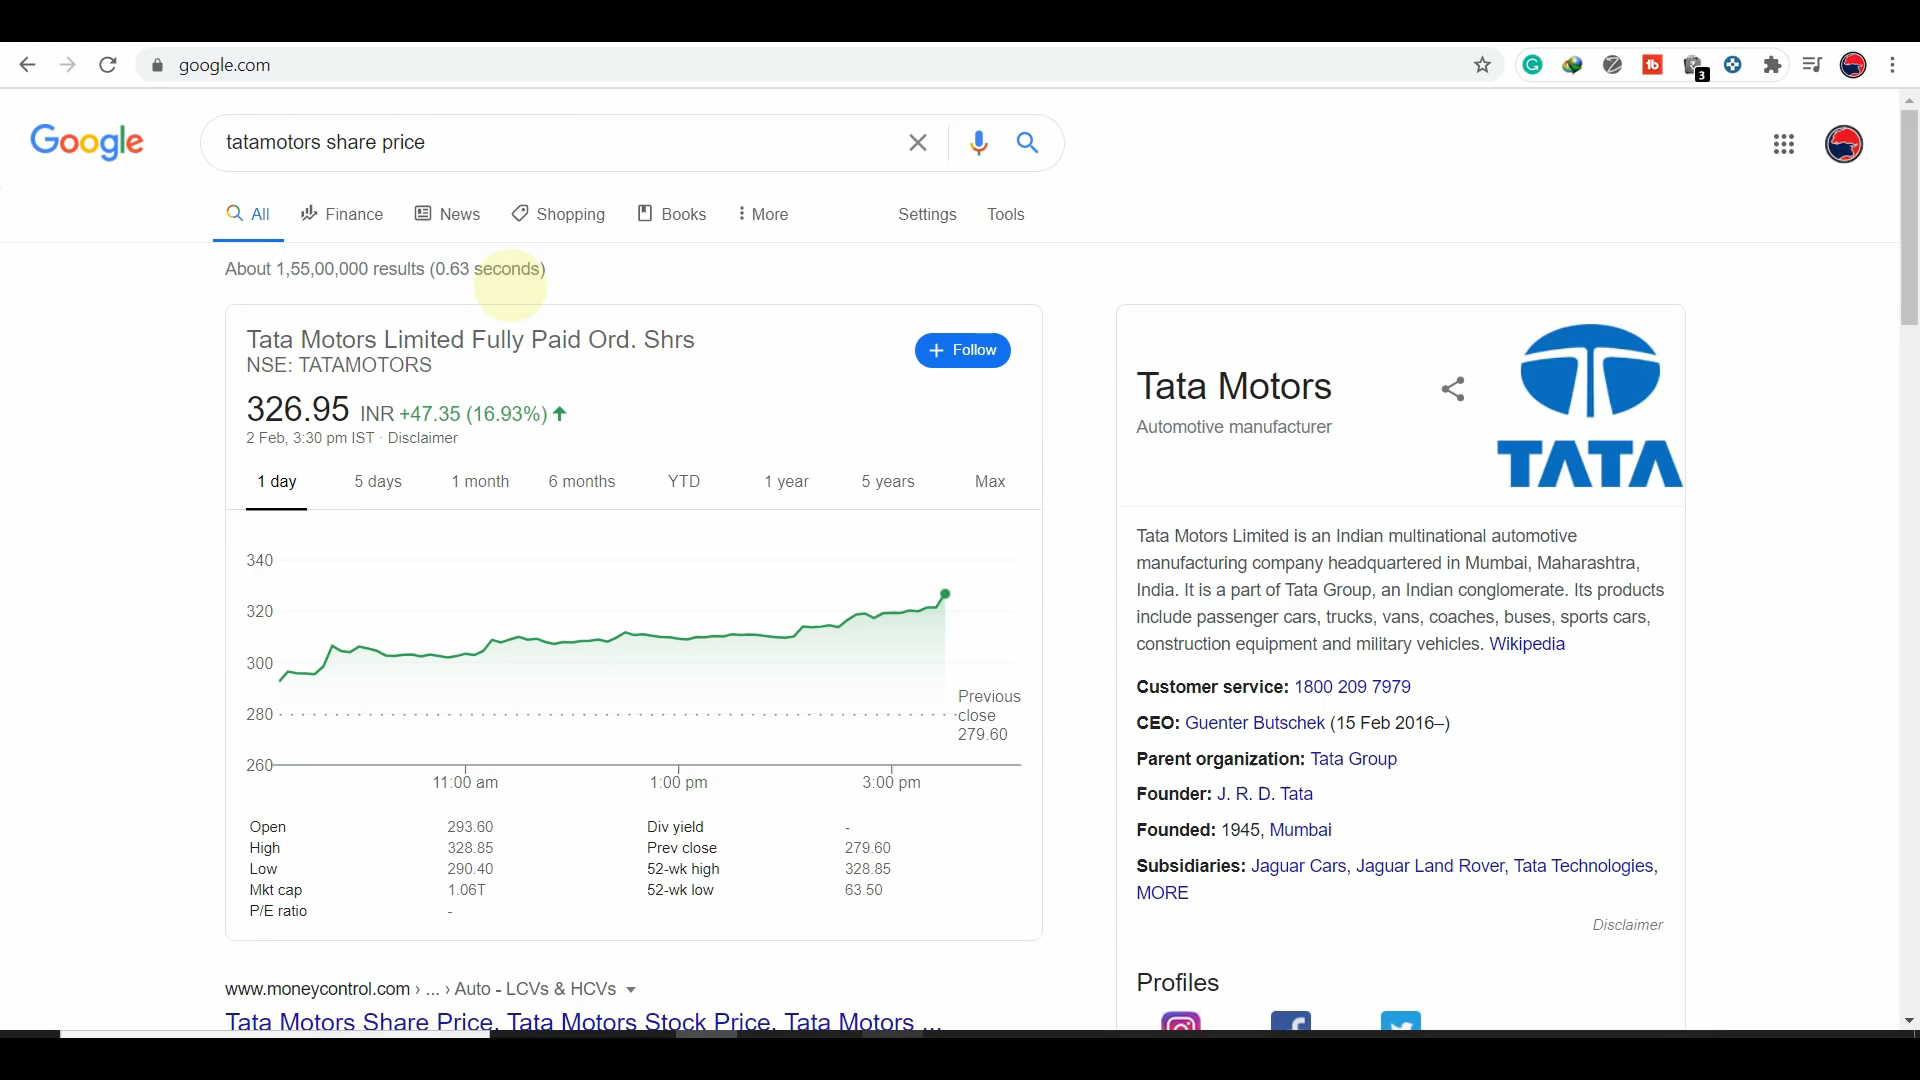 google.com
3
Google
tatamotors share price
All
Finance
News
Shopping
Books
More
Settings
Tools
About 1,55,00,000 results (0.63 seconds)
Tata Motors Limited Fully Paid Ord. Shrs
NSE: TATAMOTORS
Follow
326.95 INR +47.35 (16.93%)
2 Feb, 3:30 pm IST · Disclaimer
1 day 5 days 1 month 6 months YTD 1 year 5 years Max
340
320
300
280
260
Previous
close
279.60
11:00 am 1:00 pm 3:00 pm
Open 293.60 Div yield -
High 328.85 Prev close 279.60
Low 290.40 52-wk high 328.85
Mkt cap 1.06T 52-wk low 63.50
P/E ratio -
www.moneycontrol.com › ... › Auto - LCVs & HCVs
Tata Motors Share Price, Tata Motors Stock Price, Tata Motors ...
Tata Motors
Automotive manufacturer
TATA
Tata Motors Limited is an Indian multinational automotive
manufacturing company headquartered in Mumbai, Maharashtra,
India. It is a part of Tata Group, an Indian conglomerate. Its products
include passenger cars, trucks, vans, coaches, buses, sports cars,
construction equipment and military vehicles. Wikipedia
Customer service: 1800 209 7979
CEO: Guenter Butschek (15 Feb 2016–)
Parent organization: Tata Group
Founder: J. R. D. Tata
Founded: 1945, Mumbai
Subsidiaries: Jaguar Cars, Jaguar Land Rover, Tata Technologies,
MORE
Disclaimer
Profiles